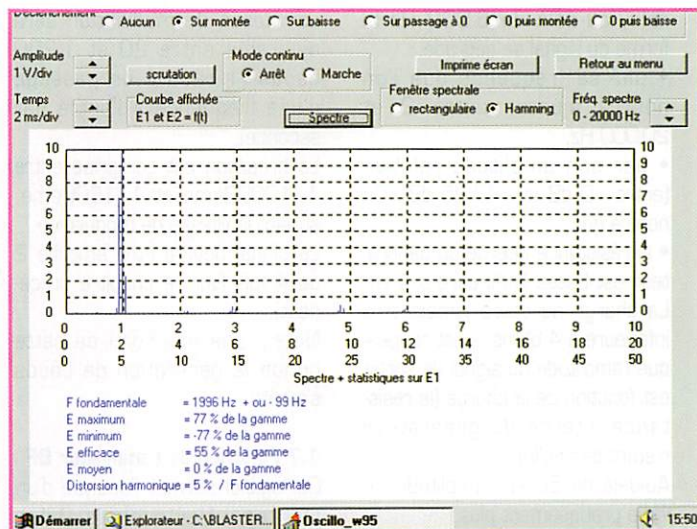 Déclenchement Aucun Sur montée Sur baisse Sur passage à 0 0 puis montée 0 puis baisse
Amplitude
1 V/div
scrutation
Mode continu
Arrêt Marche
Imprime écran
Retour au menu
Temps
2 ms/div
Courbe affichée
E1 et E2 = f(t)
Spectre
Fenêtre spectrale
rectangulaire Hamming
Fréq. spectre
0 - 20000 Hz
10 10
9 9
8 8
7 7
6 6
5 5
4 4
3 3
2 2
1 1
0 0
0 1 2 3 4 5 6 7 8 9 10
0 2 4 6 8 10 12 14 16 18 20
0 5 10 15 20 25 30 35 40 45 50
Spectre + statistiques sur E1
F fondamentale = 1996 Hz + ou - 99 Hz
E maximum = 77 % de la gamme
E minimum = -77 % de la gamme
E efficace = 55 % de la gamme
E moyen = 0 % de la gamme
Distorsion harmonique = 5 % / F fondamentale
Démarrer Explorateur - C:\BLASTER... Oscillo_w95 15:50